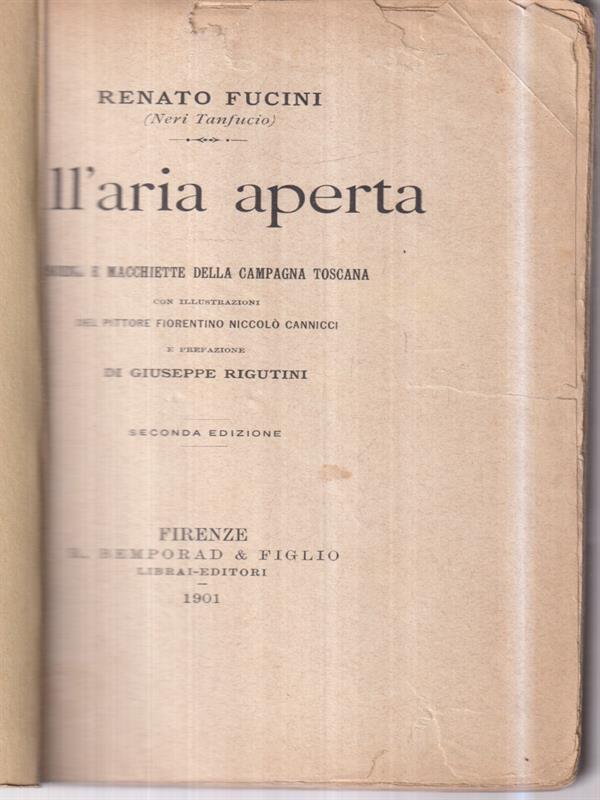 RENATO FUCINI
(Neri Tanfucio)
ll'aria aperta
E MACCHIETTE DELLA CAMPAGNA TOSCANA
CON ILLUSTRAZIONI
DEL PITTORE FIORENTINO NICCOLÒ CANNICCI
E PREFAZIONE
DI GIUSEPPE RIGUTINI
SECONDA EDIZIONE
FIRENZE
R. BEMPORAD & FIGLIO
LIBRAI-EDITORI
1901